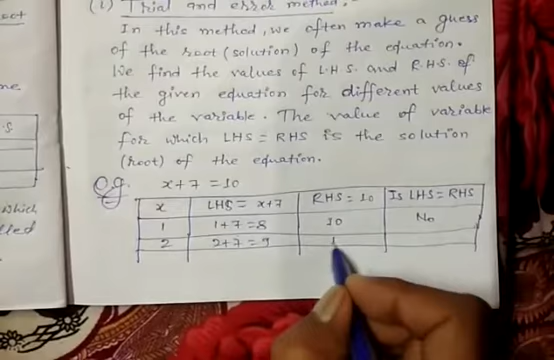 (i) Trial and error method.
In this method, we often make a guess
of the root (solution) of the equation.
We find the values of L.H.S. and R.H.S. of
the given equation for different values
of the variable. The value of variable
for which LHS = RHS is the solution
(root) of the equation.
e.g. x+7 = 10
x LHS = x+7 RHS = 10 Is LHS = RHS
1 1+7 = 8 10 No
2 2+7 = 9 1
which